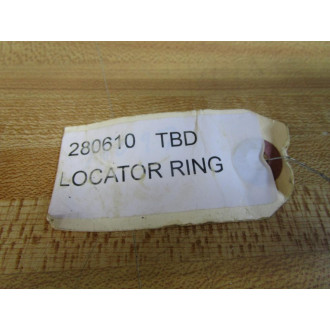 280610 TBD
LOCATOR RING